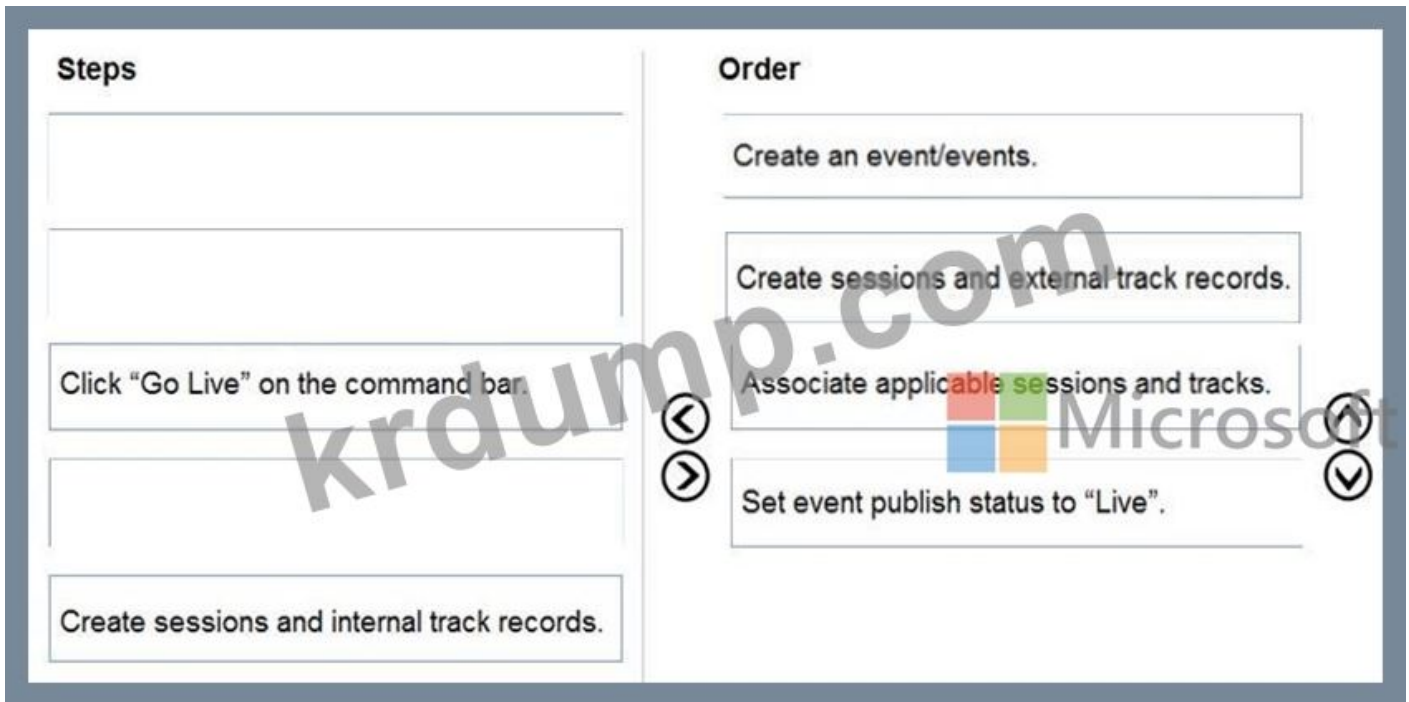 Steps
Order
Create an event/events.
Create sessions and external track records.
Click “Go Live” on the command bar.
Associate applicable sessions and tracks.
Set event publish status to “Live”.
Create sessions and internal track records.
krdump.com
Microsoft